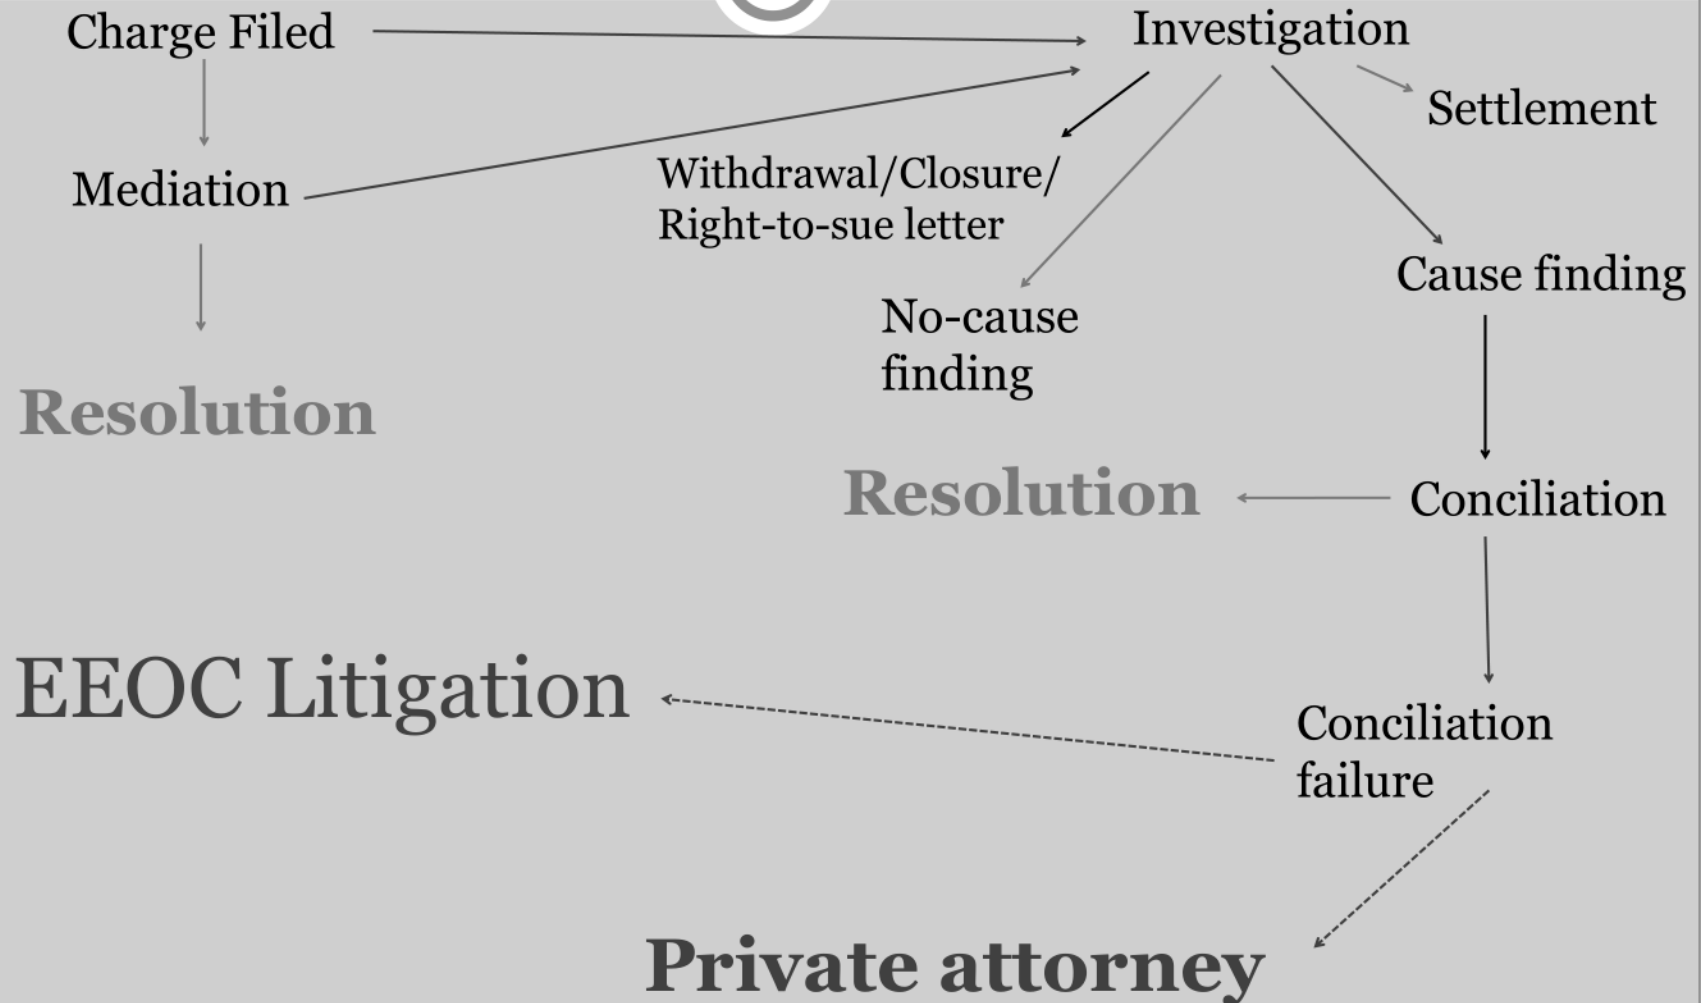 Charge Filed
Investigation
Settlement
Mediation
Withdrawal/Closure/
Right-to-sue letter
Cause finding
No-cause
finding
Resolution
Resolution
Conciliation
EEOC Litigation
Conciliation
failure
Private attorney